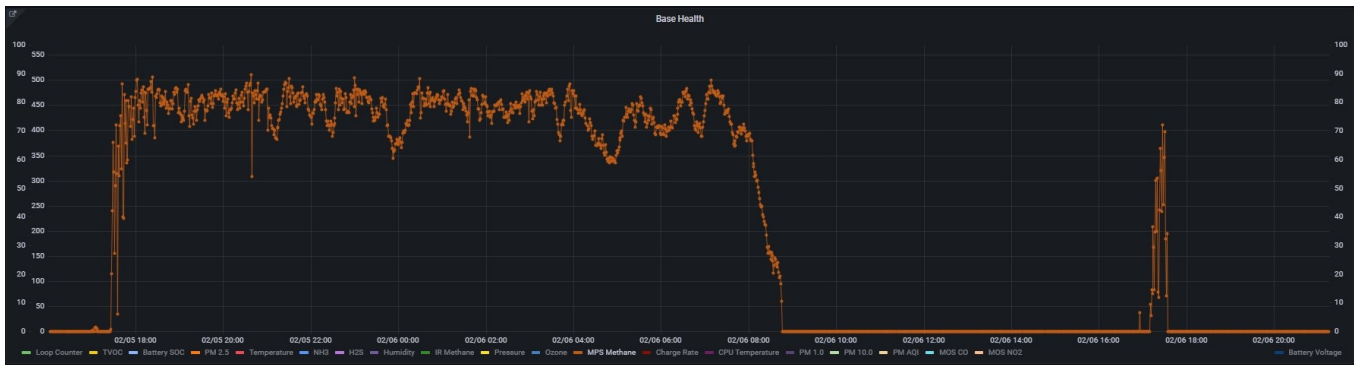 Base Health
100 550 100
90 500 90
80 450 80
70 400 70
350
60 300 60
50 250 50
40 200 40
30 150 30
20 100 20
10 50 10
0 0 0
02/05 18:00 02/05 20:00 02/05 22:00 02/06 00:00 02/06 02:00 02/06 04:00 02/06 06:00 02/06 08:00 02/06 10:00 02/06 12:00 02/06 14:00 02/06 16:00 02/06 18:00 02/06 20:00
Loop Counter TVOC Battery SOC PM 2.5 Temperature NH3 H2S Humidity IR Methane Pressure Ozone MPS Methane Charge Rate CPU Temperature PM 1.0 PM 10.0 PM AQI MOS CO MOS NO2 Battery Voltage